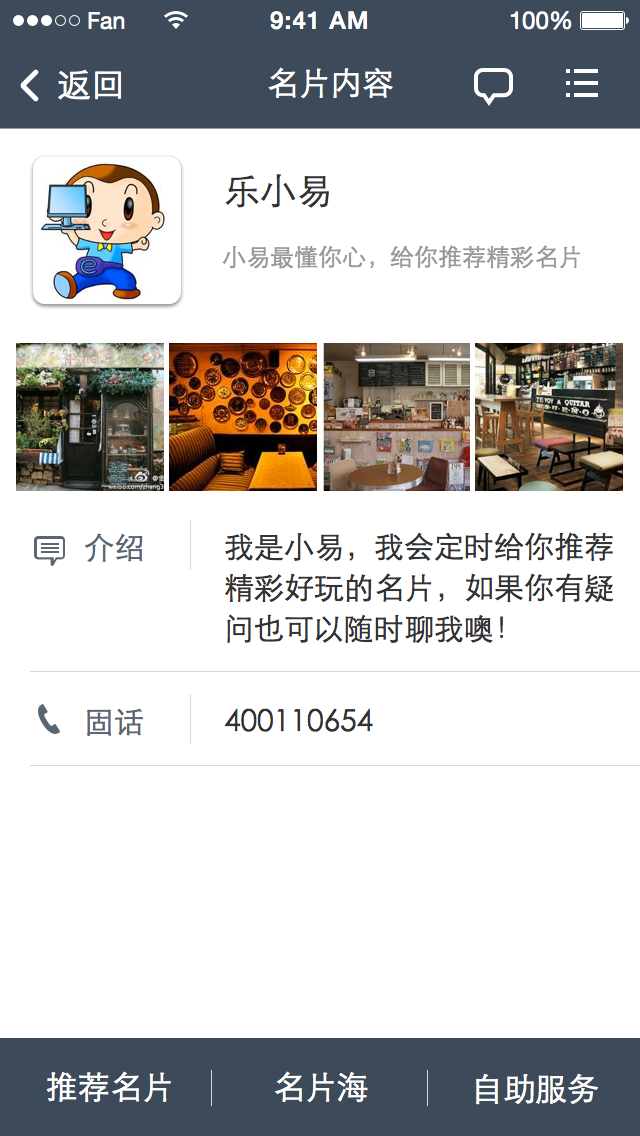 Fan
9:41 AM
100%
返回
名片内容
乐小易
小易最懂你心，给你推荐精彩名片
介绍
我是小易，我会定时给你推荐
精彩好玩的名片，如果你有疑
问也可以随时聊我噢！
固话
400110654
推荐名片
名片海
自助服务